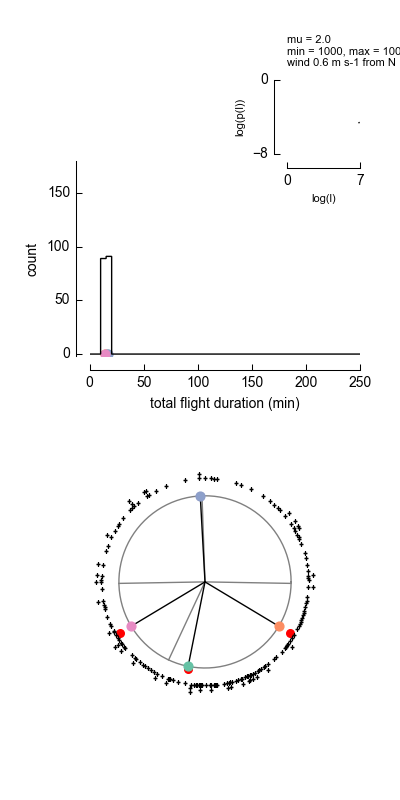 mu = 2.0
min = 1000, max = 100
wind 0.6 m s-1 from N
0
log(p(l))
−8
0 7
log(l)
150
100
count
50
0
0 50 100 150 200 250
total flight duration (min)